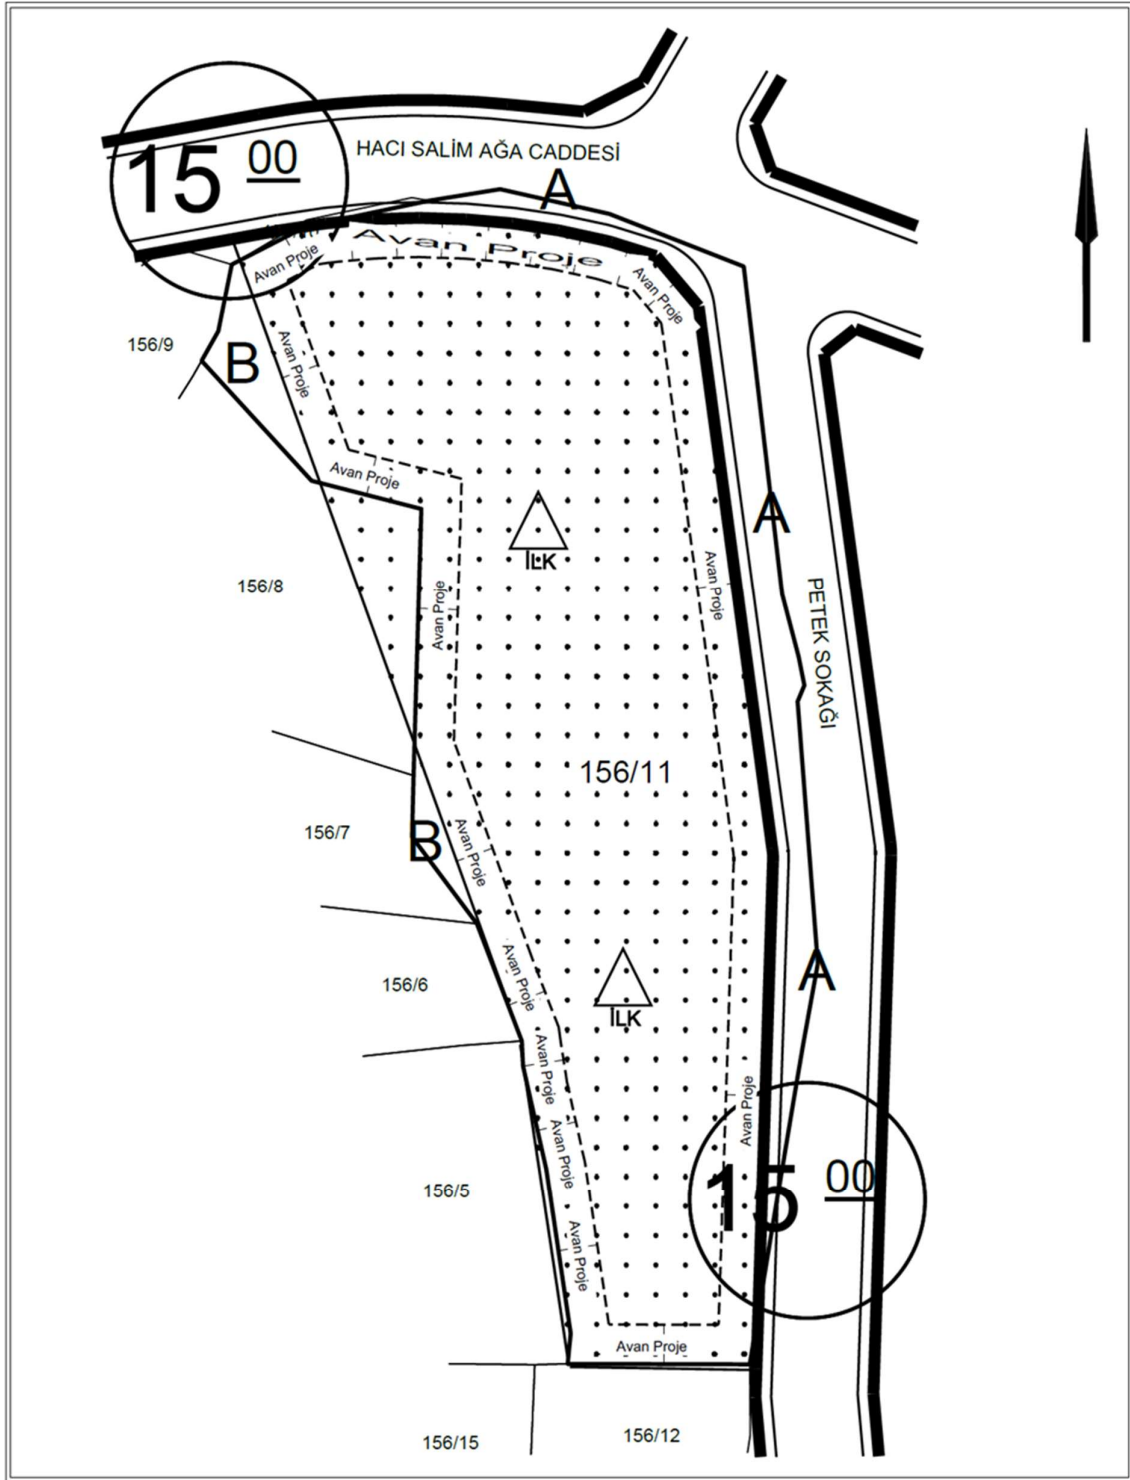 HACI SALİM AĞA CADDESİ
15 00
A
Avan Proje
Avan Proje
Avan Proje
156/9
Avan Proje
B
Avan Proje
A
İLK
156/8
Avan Proje
Avan Proje
PETEK SOKAĞI
156/11
156/7
B
Avan Proje
156/6
Avan Proje
A
İLK
Avan Proje
Avan Proje
Avan Proje
156/5
15 00
Avan Proje
Avan Proje
156/15
156/12